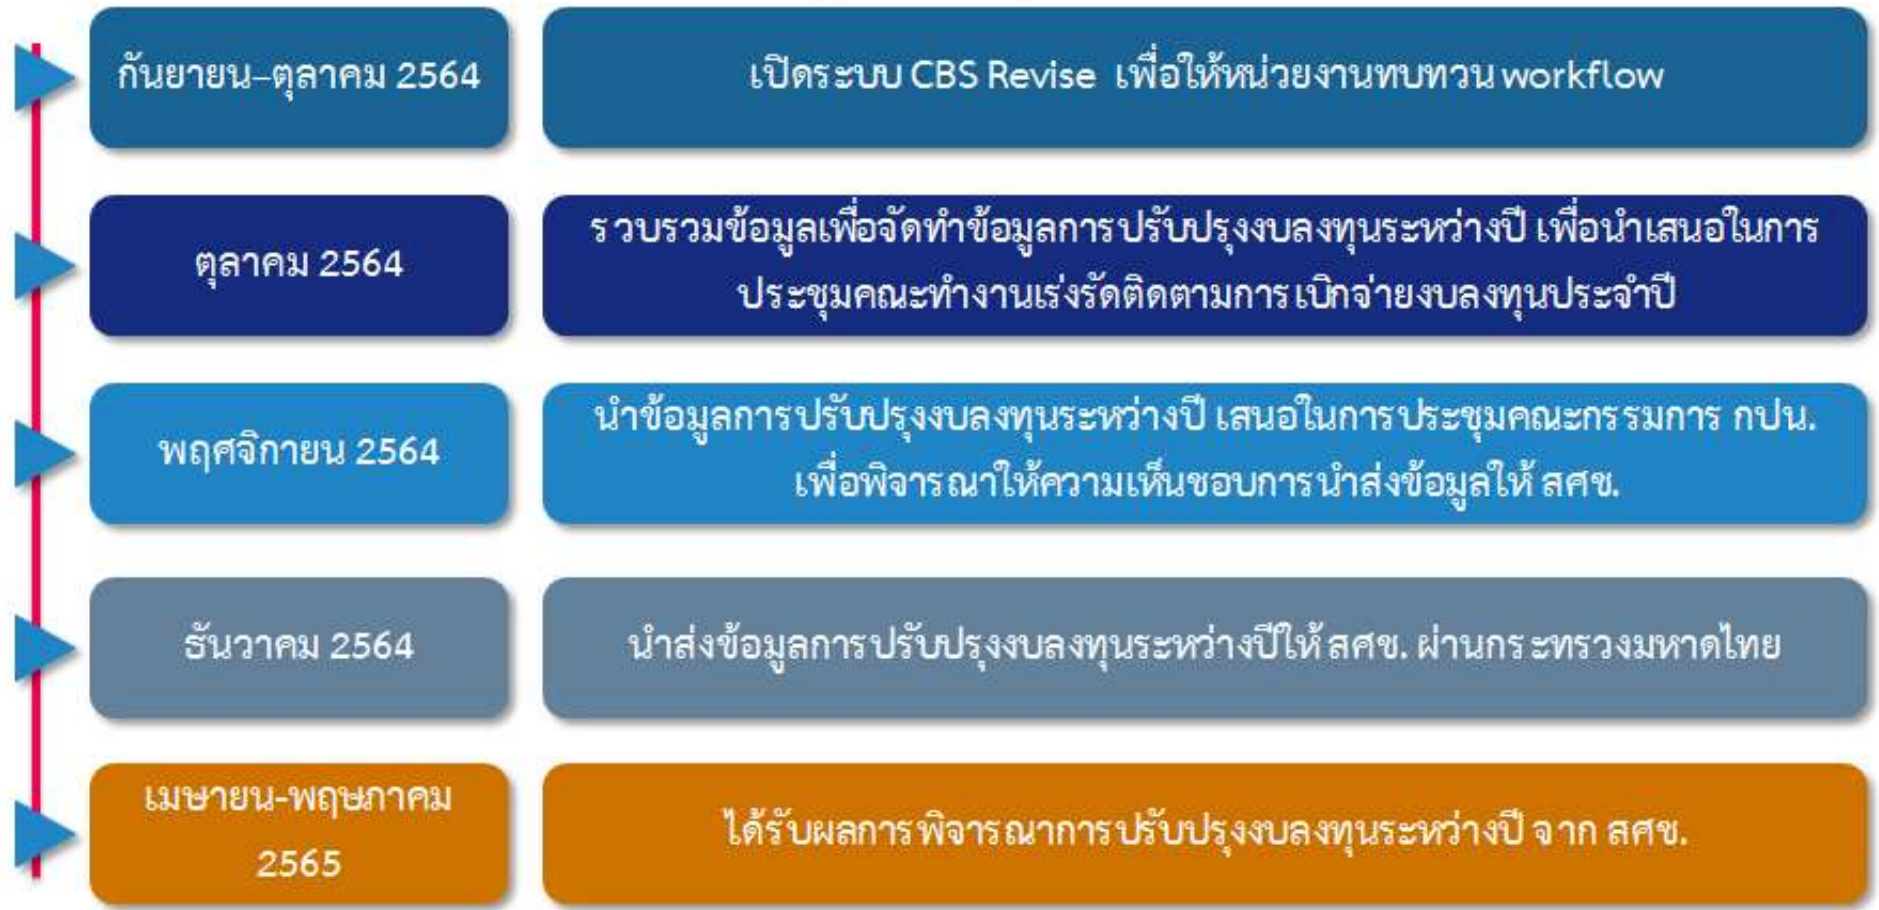 กันยายน–ตุลาคม 2564
เปิดระบบ CBS Revise เพื่อให้หน่วยงานทบทวน workflow
ตุลาคม 2564
รวบรวมข้อมูลเพื่อจัดทำข้อมูลการปรับปรุงงบลงทุนระหว่างปี เพื่อนำเสนอในการ
ประชุมคณะทำงานเร่งรัดติดตามการเบิกจ่ายงบลงทุนประจำปี
พฤศจิกายน 2564
นำข้อมูลการปรับปรุงงบลงทุนระหว่างปี เสนอในการประชุมคณะกรรมการ กปน.
เพื่อพิจารณาให้ความเห็นชอบการนำส่งข้อมูลให้ สศช.
ธันวาคม 2564
นำส่งข้อมูลการปรับปรุงงบลงทุนระหว่างปีให้ สศช. ผ่านกระทรวงมหาดไทย
เมษายน-พฤษภาคม
2565
ได้รับผลการพิจารณาการปรับปรุงงบลงทุนระหว่างปี จาก สศช.